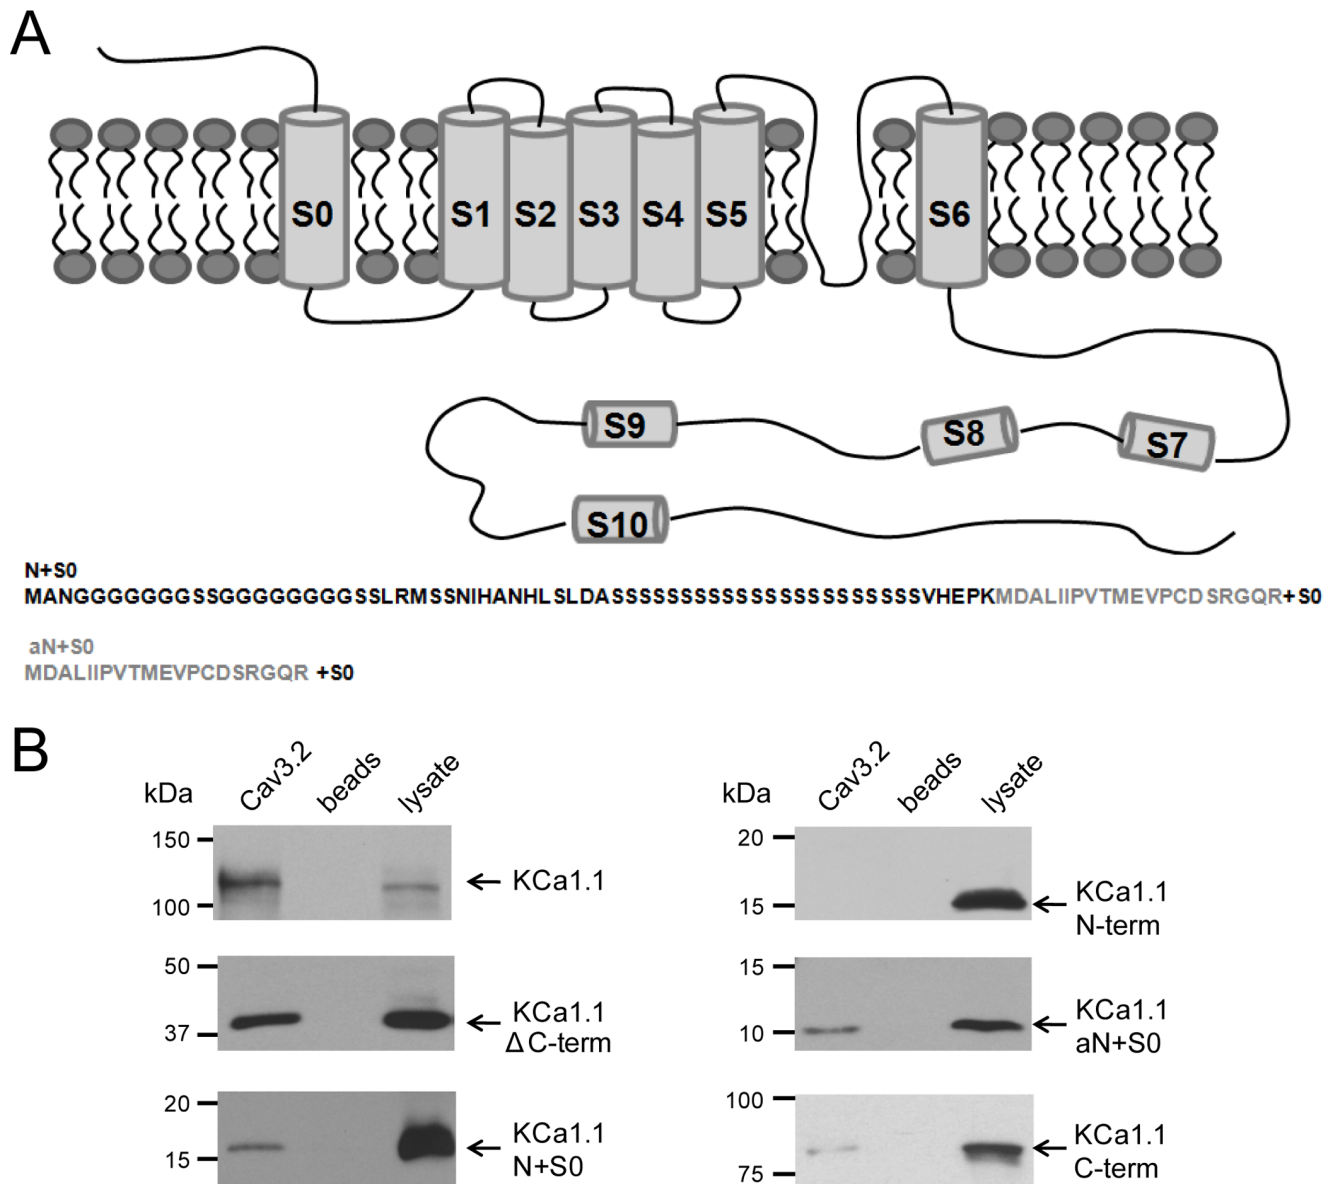 A
S0
S1
S2
S3
S4
S5
S6
S9
S8
S7
S10
N+S0
MANGGGGGGGSSGGGGGGGGSSLRMSSNIHANHLSLDASSSSSSSSSSSSSSSSSSSSSSSVHEPKMDALIIPVTMEVPCDSRGQR+S0
aN+S0
MDALIIPVTMEVPCDSRGQR +S0
B
kDa
Cav3.2
beads
lysate
150
100
KCa1.1
50
37
KCa1.1
Δ C-term
20
15
KCa1.1
N+S0
kDa
Cav3.2
beads
lysate
20
15
KCa1.1
N-term
15
10
KCa1.1
aN+S0
100
75
KCa1.1
C-term